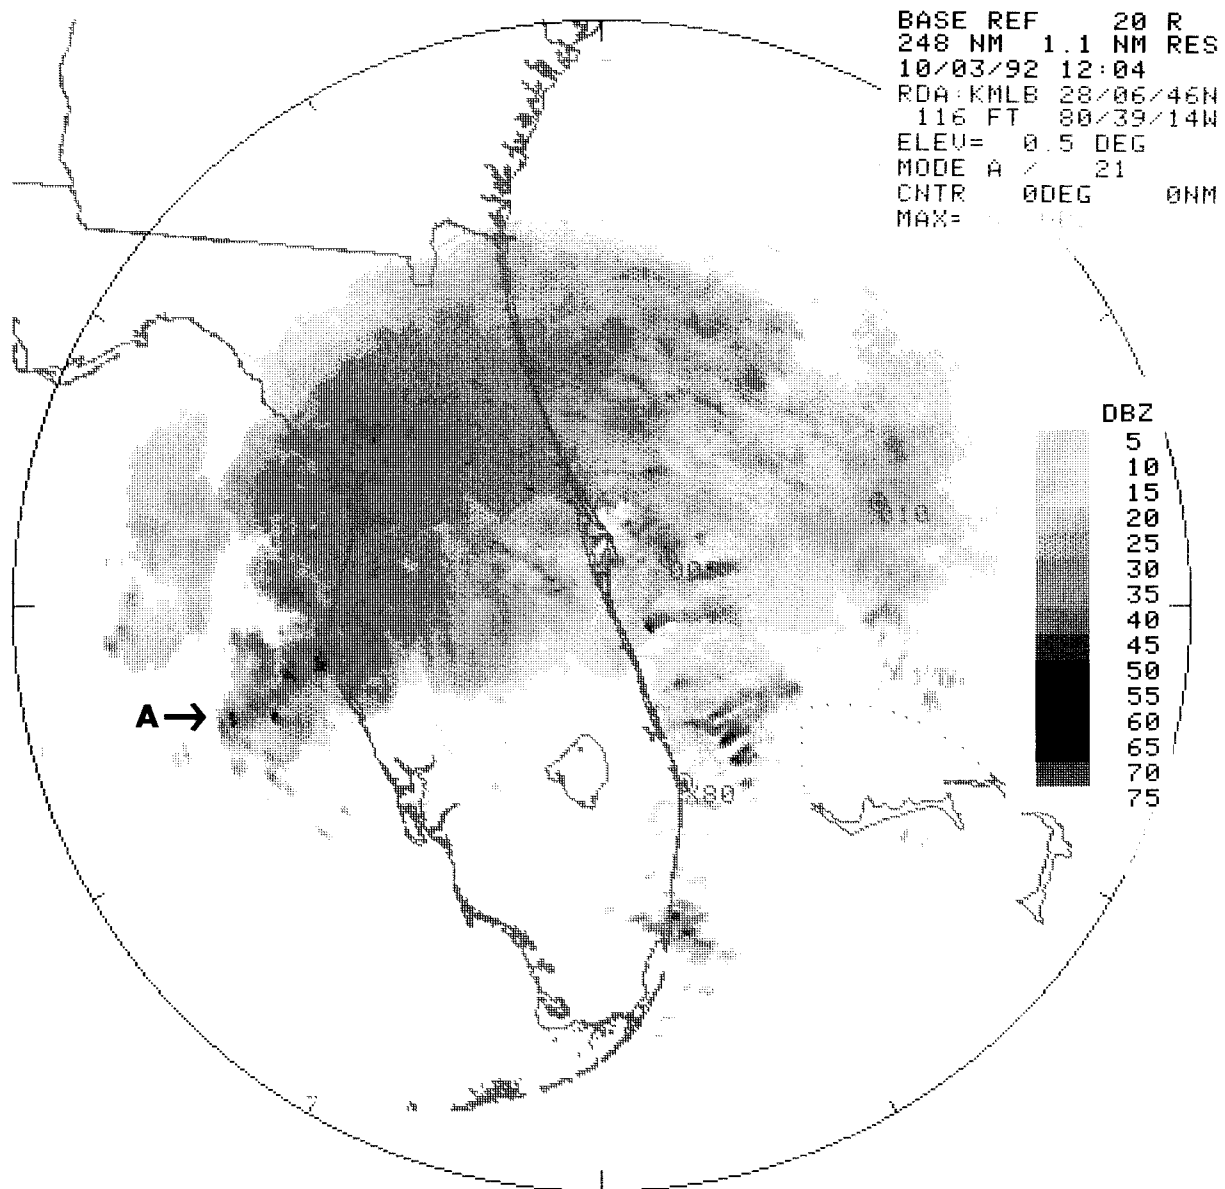 BASE REF 20 R
248 NM 1.1 NM RES
10/03/92 12:04
RDA:KMLB 28/06/46N
116 FT 80/39/14W
ELEV= 0.5 DEG
MODE A / 21
CNTR 0DEG 0NM
MAX=
DBZ
5
10
15
20
25
30
35
40
45
50
55
60
65
70
75
A
80